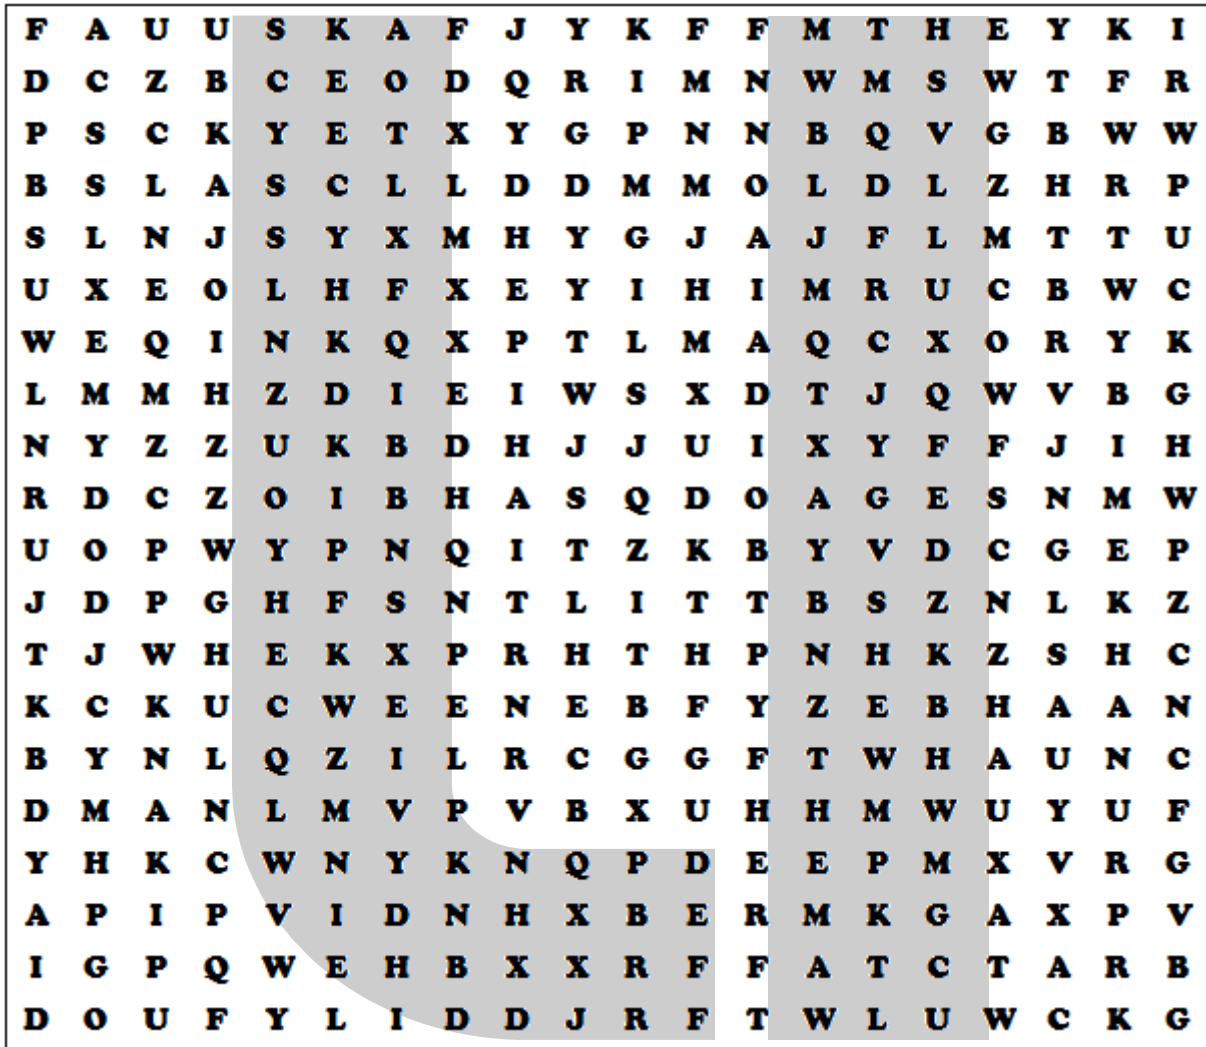 F A U U S K A F J Y K F F M T H E Y K I
D C Z B C E O D Q R I M N W M S W T F R
P S C K Y E T X Y G P N N B Q V G B W W
B S L A S C L L D D M M O L D L Z H R P
S L N J S Y X M H Y G J A J F L M T T U
U X E O L H F X E Y I H I M R U C B W C
W E Q I N K Q X P T L M A Q C X O R Y K
L M M H Z D I E I W S X D T J Q W V B G
N Y Z Z U K B D H J J U I X Y F F J I H
R D C Z O I B H A S Q D O A G E S N M W
U O P W Y P N Q I T Z K B Y V D C G E P
J D P G H F S N T L I T T B S Z N L K Z
T J W H E K X P R H T H P N H K Z S H C
K C K U C W E E N E B F Y Z E B H A A N
B Y N L Q Z I L R C G G F T W H A U N C
D M A N L M V P V B X U H H M W U Y U F
Y H K C W N Y K N Q P D E E P M X V R G
A P I P V I D N H X B E R M K G A X P V
I G P Q W E H B X X R F F A T C T A R B
D O U F Y L I D D J R F T W L U W C K G